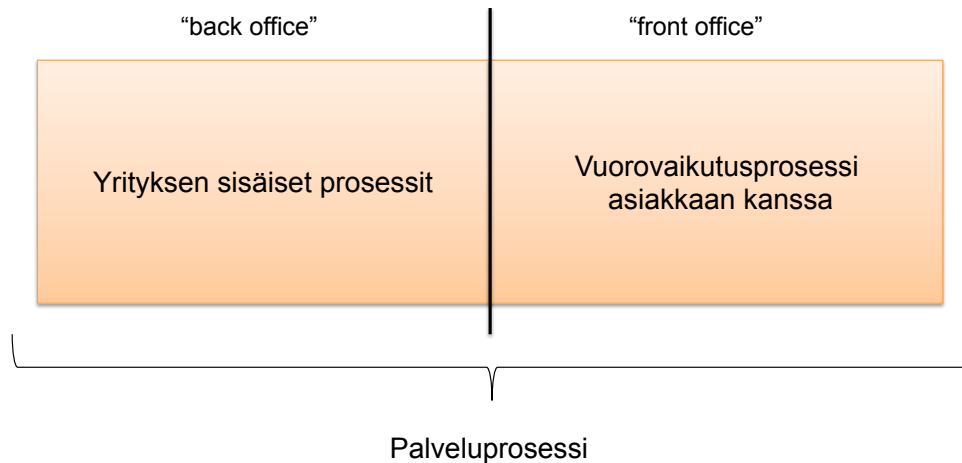 “back office”
“front office”
Yrityksen sisäiset prosessit
Vuorovaikutusprosessi
asiakkaan kanssa
Palveluprosessi